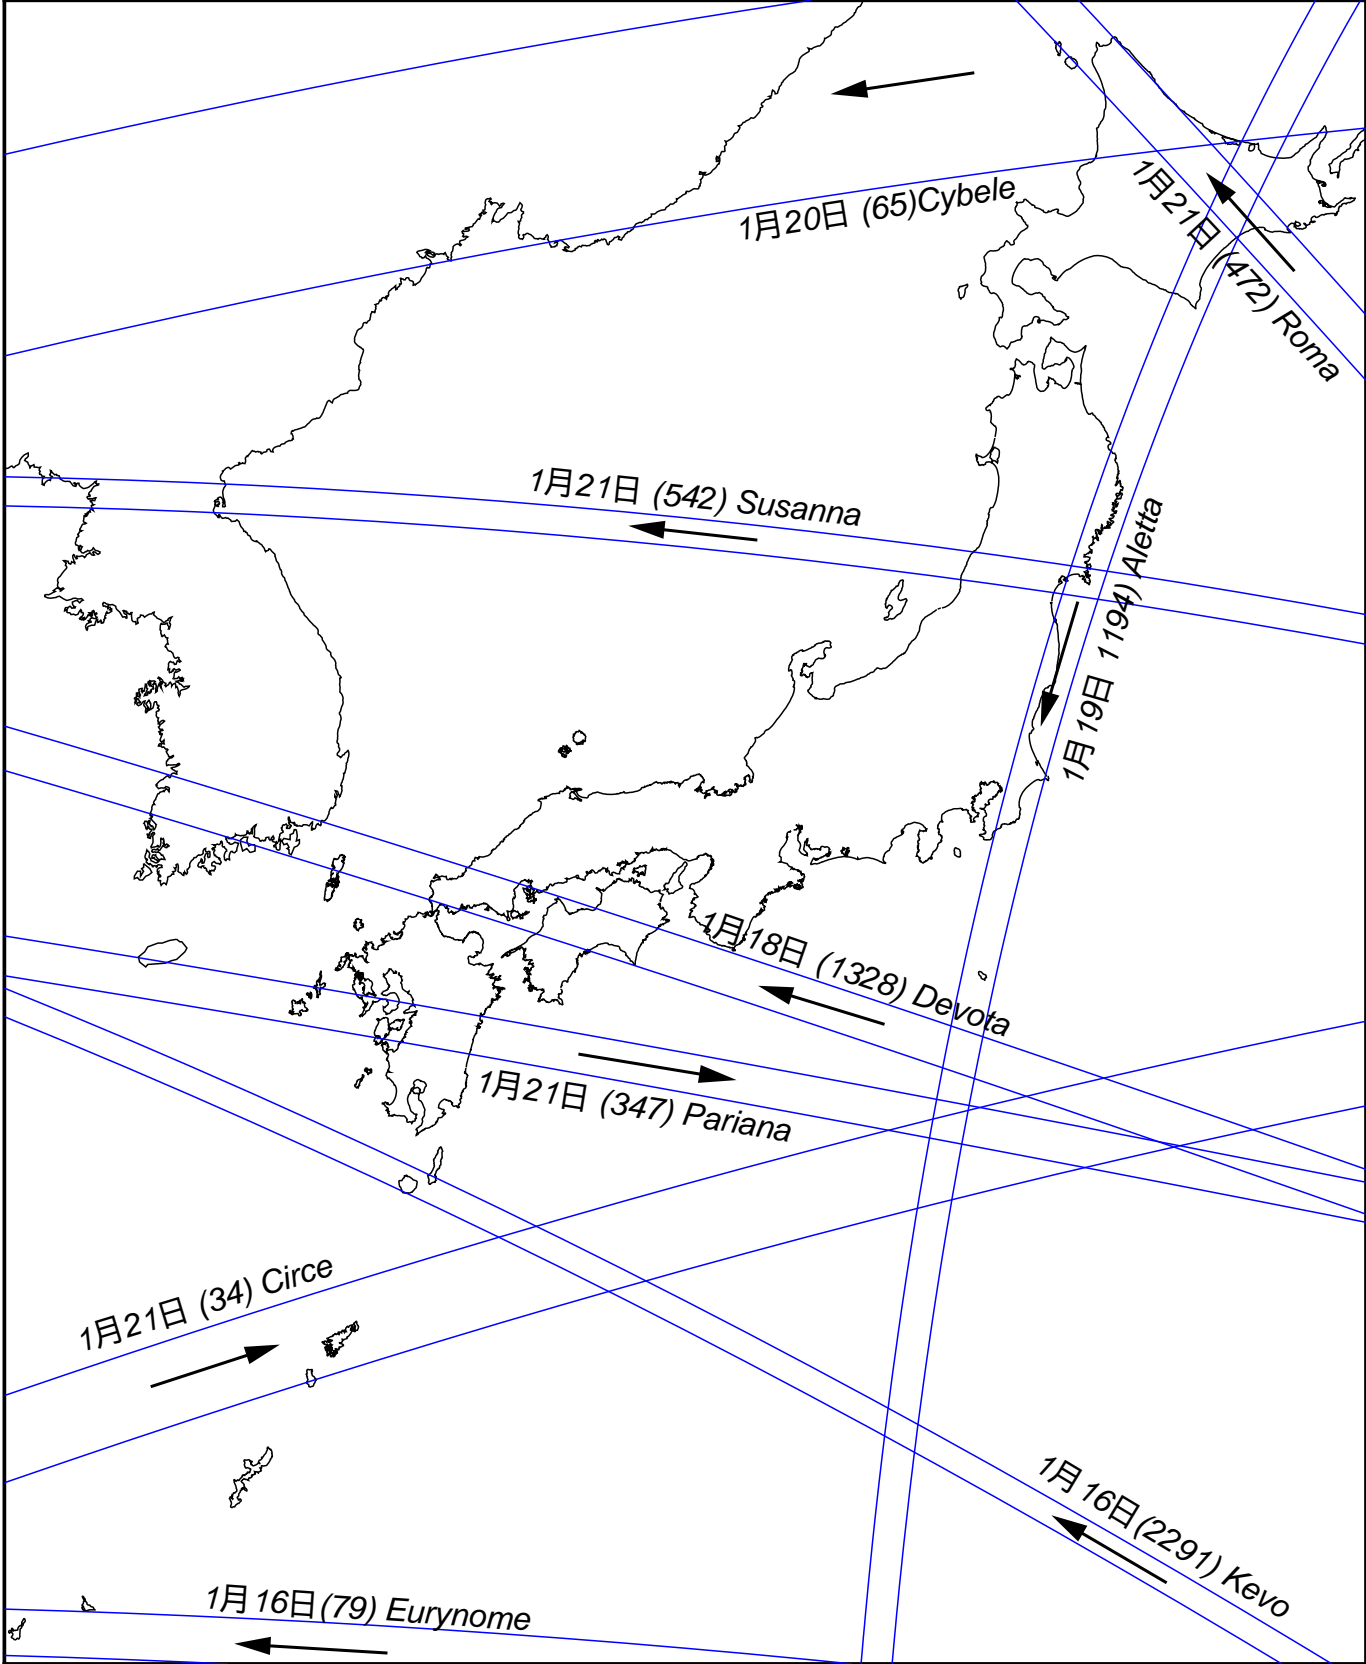 1月20日 (65)Cybele
1月21日 (472) Roma
1月21日 (542) Susanna
1月19日 1194) Aletta
1月18日 (1328) Devota
1月21日 (347) Pariana
1月21日 (34) Circe
1月16日(2291) Kevo
1月16日(79) Eurynome